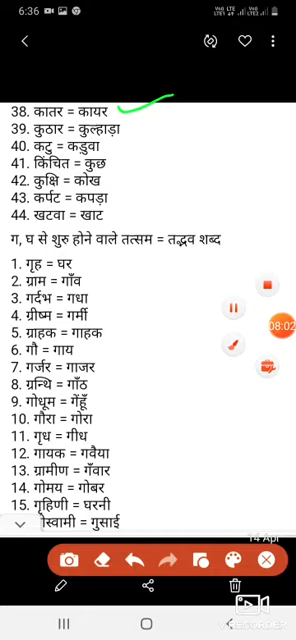 6:36
38. कातर = कायर
39. कुठार = कुल्हाड़ा
40. कटु = कड़ुवा
41. किंचित = कुछ
42. कुक्षि = कोख
43. कर्पट = कपड़ा
44. खटवा = खाट
ग, घ से शुरु होने वाले तत्सम = तद्भव शब्द
1. गृह = घर
2. ग्राम = गाँव
3. गर्दभ = गधा
4. ग्रीष्म = गर्मी
5. ग्राहक = गाहक
6. गौ = गाय
08:02
7. गर्जर = गाजर
8. ग्रन्थि = गाँठ
9. गोधूम = गेंहूँ
10. गौरा = गोरा
11. गृध = गीध
12. गायक = गवैया
13. ग्रामीण = गँवार
14. गोमय = गोबर
14 Apr
15. गृहिणी = घरनी
ोस्वामी = गुसाई